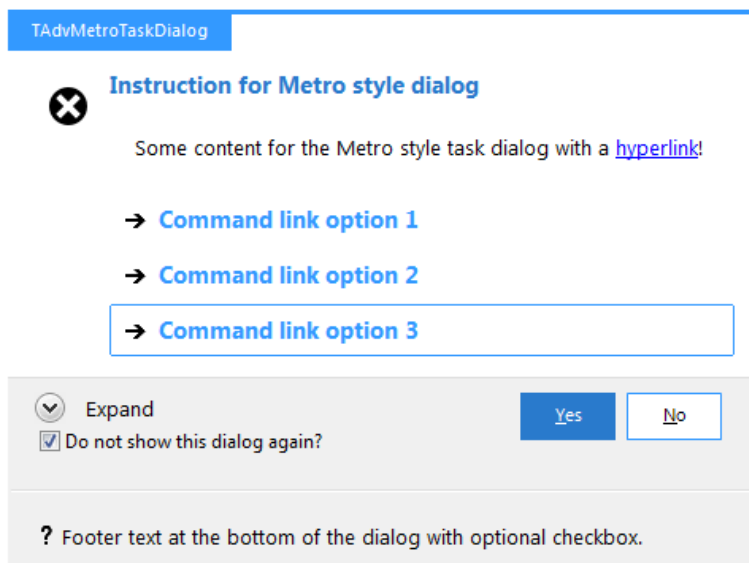 TAdvMetroTaskDialog
Instruction for Metro style dialog
Some content for the Metro style task dialog with a hyperlink!
Command link option 1
Command link option 2
Command link option 3
Expand
Yes
No
Do not show this dialog again?
? Footer text at the bottom of the dialog with optional checkbox.